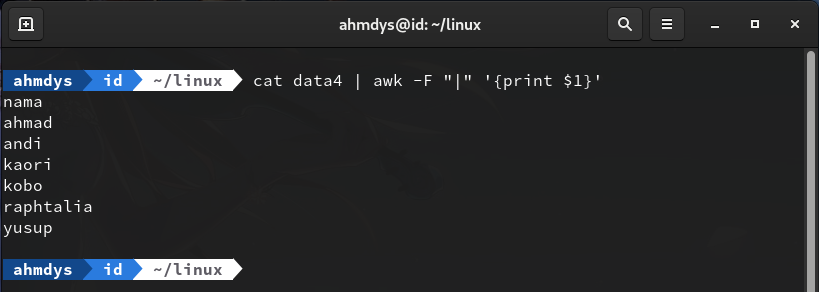 ahmdys@id: ~/linux
ahmdys id ~/linux cat data4 | awk -F "|" '{print $1}'
nama
ahmad
andi
kaori
kobo
raphtalia
yusup
ahmdys id ~/linux